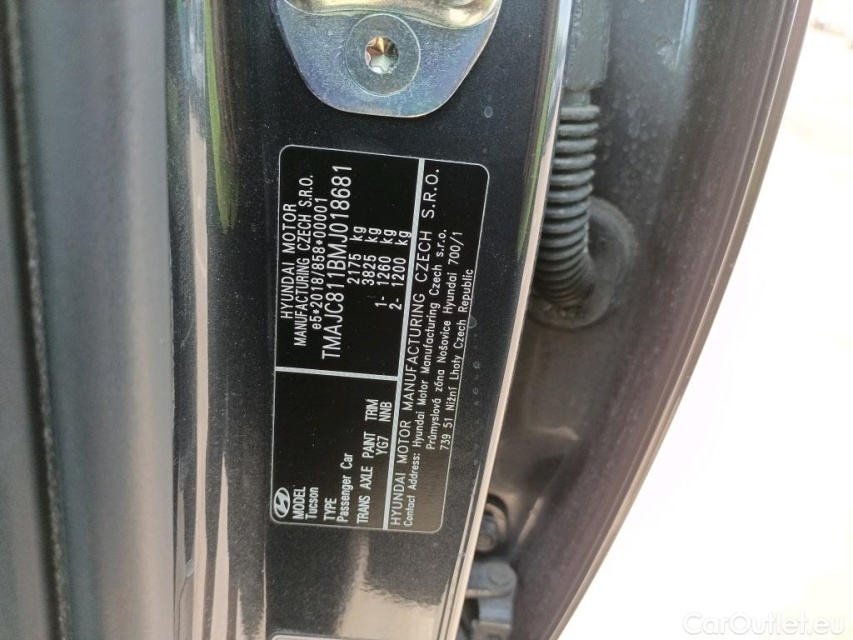 HYUNDAI MOTOR
MANUFACTURING CZECH S.R.O.
e5*2018/858*00001
TMAJC811BMJ018681
2175 kg
3825 kg
1- 1260 kg
2- 1200 kg
MODEL
Tucson
TYPE
Passenger Car
TRANS AXLE PAINT TRIM
YG7 NNB
HYUNDAI MOTOR MANUFACTURING CZECH S.R.O.
Contact Address: Hyundai Motor Manufacturing Czech s.r.o.
Průmyslová zóna Nošovice Hyundai 700/1
739 51 Nižní Lhoty Czech Republic
CarOutlet.eu